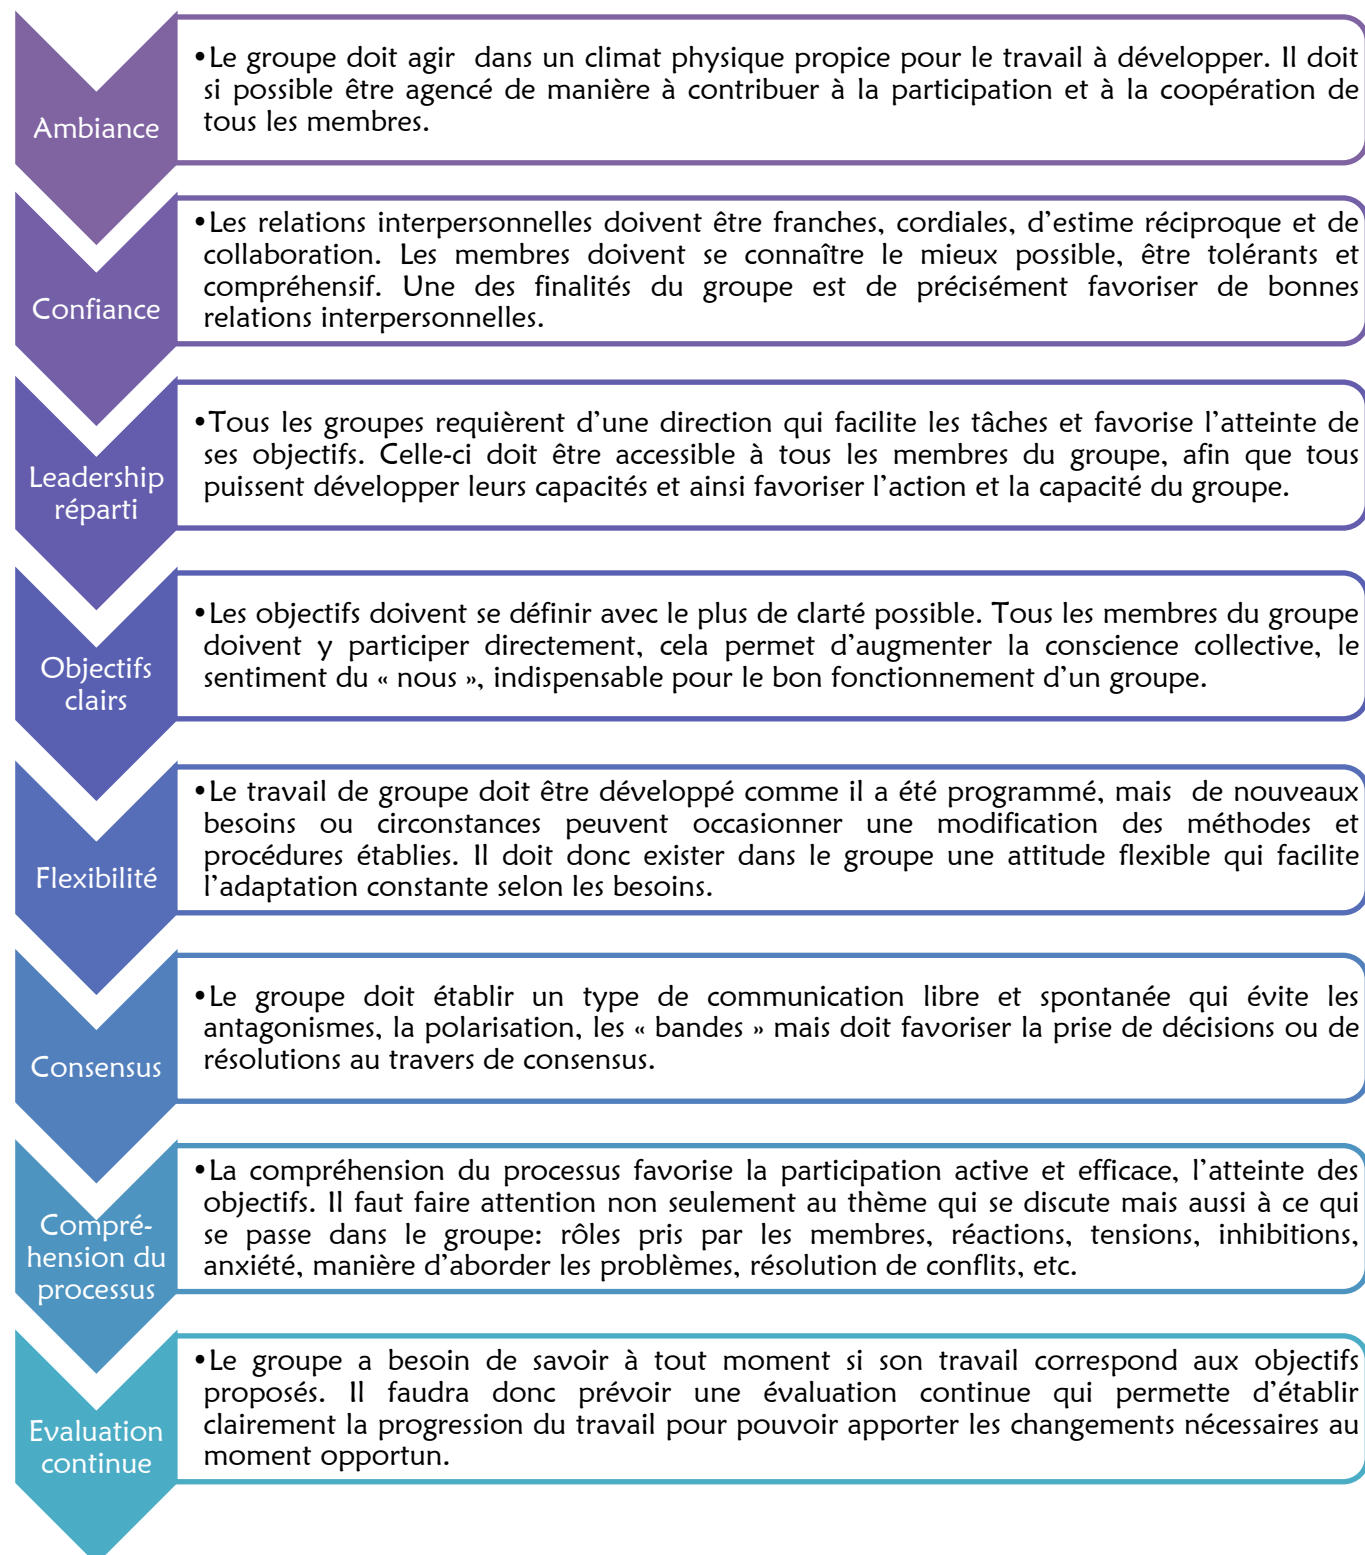 Ambiance
•Le groupe doit agir  dans un climat physique propice pour le travail à développer. Il doit
si possible être agencé de manière à contribuer à la participation et à la coopération de
tous les membres.
Confiance
•Les relations interpersonnelles doivent être franches, cordiales, d’estime réciproque et de
collaboration. Les membres doivent se connaître le mieux possible, être tolérants et
compréhensif. Une des finalités du groupe est de précisément favoriser de bonnes
relations interpersonnelles.
Leadership
réparti
•Tous les groupes requièrent d’une direction qui facilite les tâches et favorise l’atteinte de
ses objectifs. Celle-ci doit être accessible à tous les membres du groupe, afin que tous
puissent développer leurs capacités et ainsi favoriser l’action et la capacité du groupe.
Objectifs
clairs
•Les objectifs doivent se définir avec le plus de clarté possible. Tous les membres du groupe
doivent y participer directement, cela permet d’augmenter la conscience collective, le
sentiment du « nous », indispensable pour le bon fonctionnement d’un groupe.
Flexibilité
•Le travail de groupe doit être développé comme il a été programmé, mais  de nouveaux
besoins ou circonstances peuvent occasionner une modification des méthodes et
procédures établies. Il doit donc exister dans le groupe une attitude flexible qui facilite
l’adaptation constante selon les besoins.
Consensus
•Le groupe doit établir un type de communication libre et spontanée qui évite les
antagonismes, la polarisation, les « bandes » mais doit favoriser la prise de décisions ou de
résolutions au travers de consensus.
Compré-
hension du
processus
•La compréhension du processus favorise la participation active et efficace, l’atteinte des
objectifs. Il faut faire attention non seulement au thème qui se discute mais aussi à ce qui
se passe dans le groupe: rôles pris par les membres, réactions, tensions, inhibitions,
anxiété, manière d’aborder les problèmes, résolution de conflits, etc.
Evaluation
continue
•Le groupe a besoin de savoir à tout moment si son travail correspond aux objectifs
proposés. Il faudra donc prévoir une évaluation continue qui permette d’établir
clairement la progression du travail pour pouvoir apporter les changements nécessaires au
moment opportun.